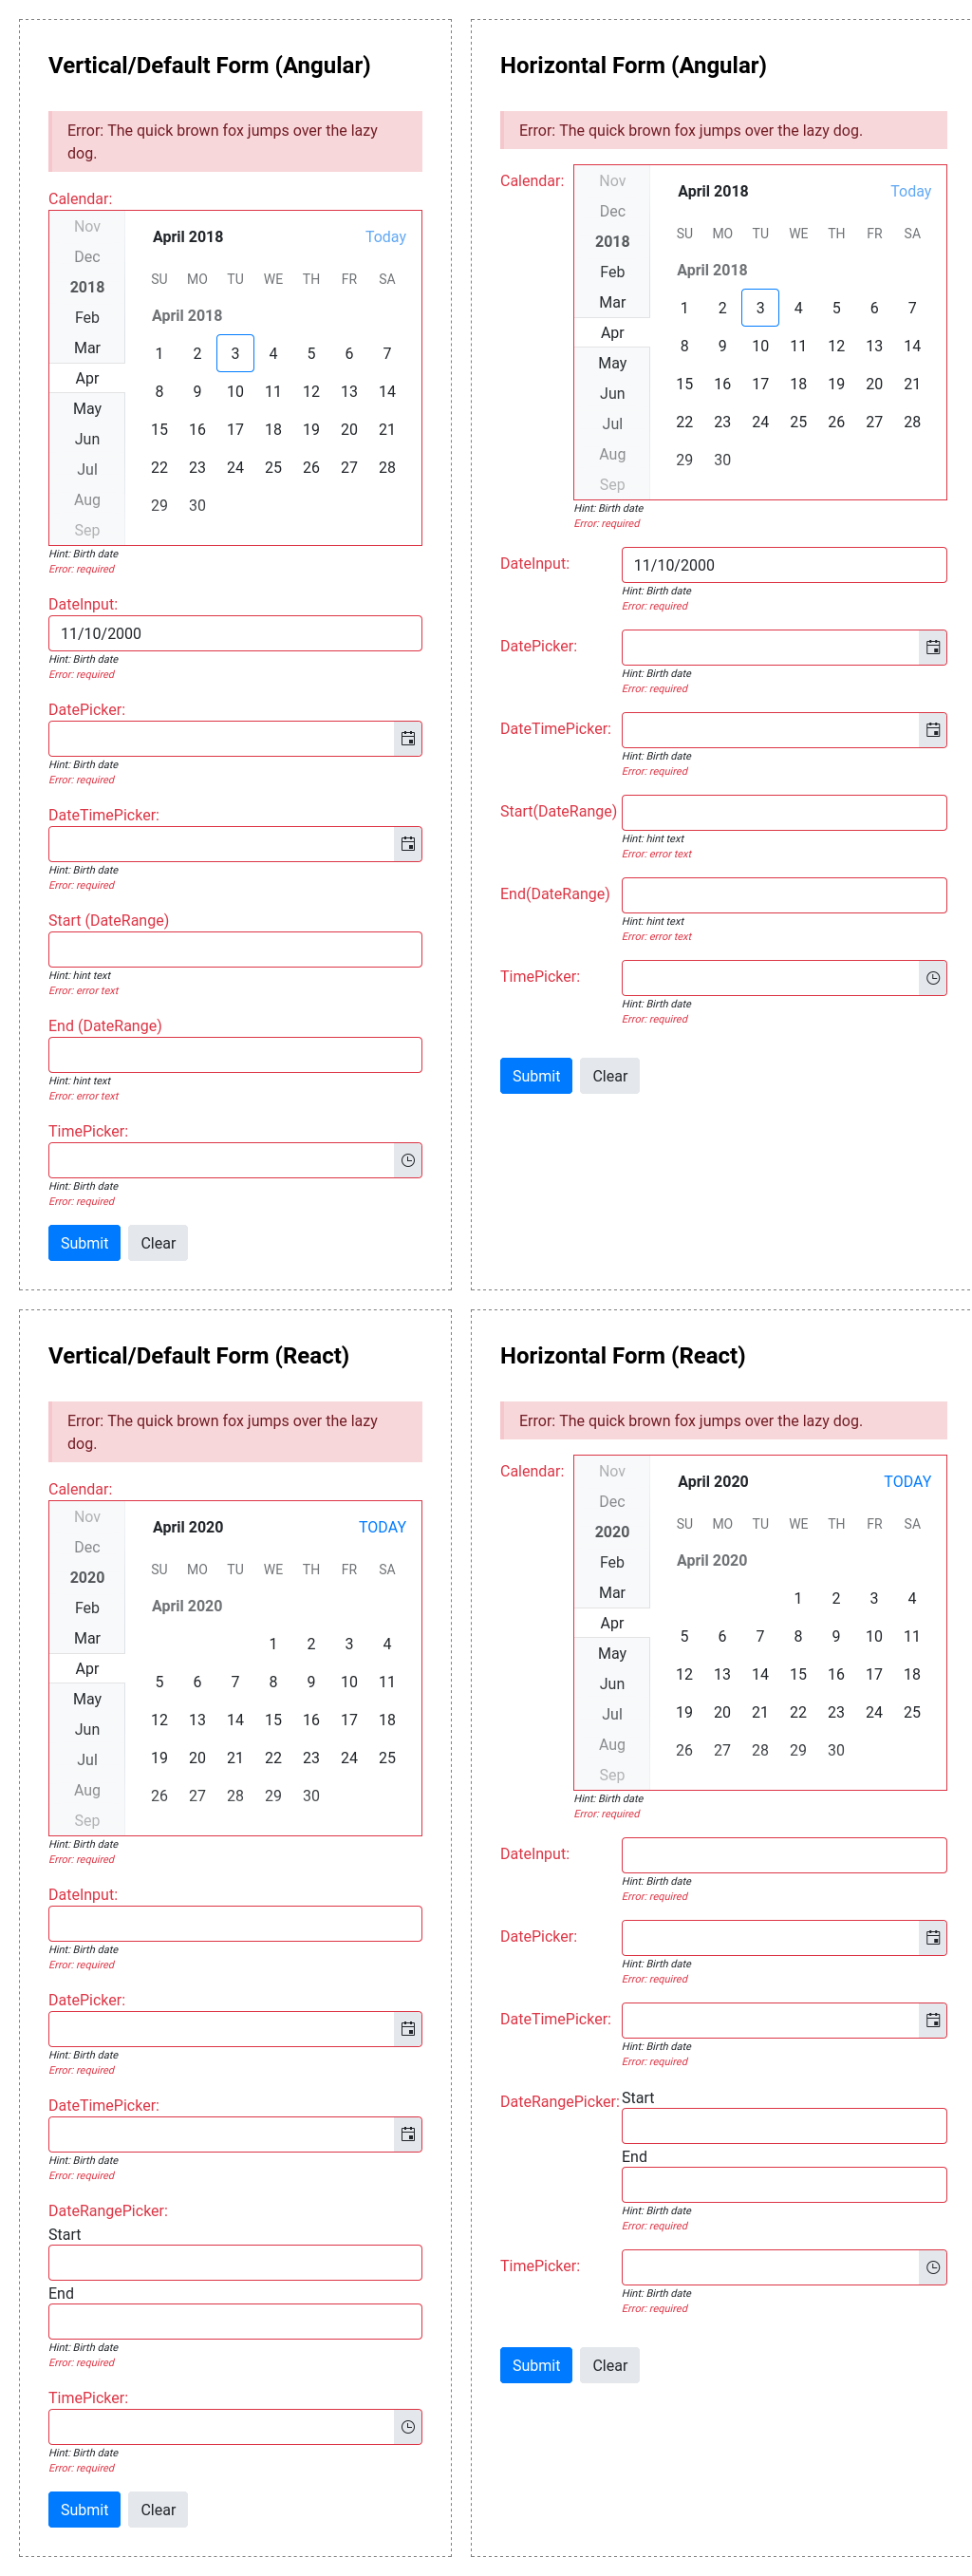 Vertical/Default Form (Angular)
Error: The quick brown fox jumps over the lazy
dog.
Calendar:
Nov
Dec
2018
Feb
Mar
Apr
May
Jun
Jul
Aug
Sep
April 2018 Today
SU MO TU WE TH FR SA
April 2018
1 2 3 4 5 6 7
8 9 10 11 12 13 14
15 16 17 18 19 20 21
22 23 24 25 26 27 28
29 30
Hint: Birth date
Error: required
DateInput:
11/10/2000
Hint: Birth date
Error: required
DatePicker:
Hint: Birth date
Error: required
DateTimePicker:
Hint: Birth date
Error: required
Start (DateRange)
Hint: hint text
Error: error text
End (DateRange)
Hint: hint text
Error: error text
TimePicker:
Hint: Birth date
Error: required
Submit Clear
Horizontal Form (Angular)
Error: The quick brown fox jumps over the lazy dog.
Calendar:
Nov
Dec
2018
Feb
Mar
Apr
May
Jun
Jul
Aug
Sep
April 2018 Today
SU MO TU WE TH FR SA
April 2018
1 2 3 4 5 6 7
8 9 10 11 12 13 14
15 16 17 18 19 20 21
22 23 24 25 26 27 28
29 30
Hint: Birth date
Error: required
DateInput: 11/10/2000
Hint: Birth date
Error: required
DatePicker:
Hint: Birth date
Error: required
DateTimePicker:
Hint: Birth date
Error: required
Start(DateRange)
Hint: hint text
Error: error text
End(DateRange)
Hint: hint text
Error: error text
TimePicker:
Hint: Birth date
Error: required
Submit Clear
Vertical/Default Form (React)
Error: The quick brown fox jumps over the lazy
dog.
Calendar:
Nov
Dec
2020
Feb
Mar
Apr
May
Jun
Jul
Aug
Sep
April 2020 TODAY
SU MO TU WE TH FR SA
April 2020
1 2 3 4
5 6 7 8 9 10 11
12 13 14 15 16 17 18
19 20 21 22 23 24 25
26 27 28 29 30
Hint: Birth date
Error: required
DateInput:
Hint: Birth date
Error: required
DatePicker:
Hint: Birth date
Error: required
DateTimePicker:
Hint: Birth date
Error: required
DateRangePicker:
Start
End
Hint: Birth date
Error: required
TimePicker:
Hint: Birth date
Error: required
Submit Clear
Horizontal Form (React)
Error: The quick brown fox jumps over the lazy dog.
Calendar:
Nov
Dec
2020
Feb
Mar
Apr
May
Jun
Jul
Aug
Sep
April 2020 TODAY
SU MO TU WE TH FR SA
April 2020
1 2 3 4
5 6 7 8 9 10 11
12 13 14 15 16 17 18
19 20 21 22 23 24 25
26 27 28 29 30
Hint: Birth date
Error: required
DateInput:
Hint: Birth date
Error: required
DatePicker:
Hint: Birth date
Error: required
DateTimePicker:
Hint: Birth date
Error: required
DateRangePicker: Start
End
Hint: Birth date
Error: required
TimePicker:
Hint: Birth date
Error: required
Submit Clear